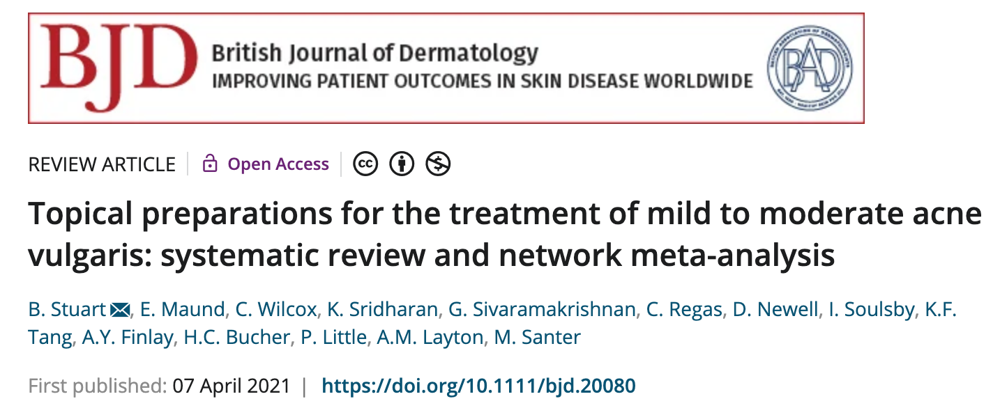 BJD
British Journal of Dermatology
IMPROVING PATIENT OUTCOMES IN SKIN DISEASE WORLDWIDE
BAD
REVIEW ARTICLE | Open Access | cc
Topical preparations for the treatment of mild to moderate acne
vulgaris: systematic review and network meta-analysis
B. Stuart, E. Maund, C. Wilcox, K. Sridharan, G. Sivaramakrishnan, C. Regas, D. Newell, I. Soulsby, K.F.
Tang, A.Y. Finlay, H.C. Bucher, P. Little, A.M. Layton, M. Santer
First published: 07 April 2021 | https://doi.org/10.1111/bjd.20080